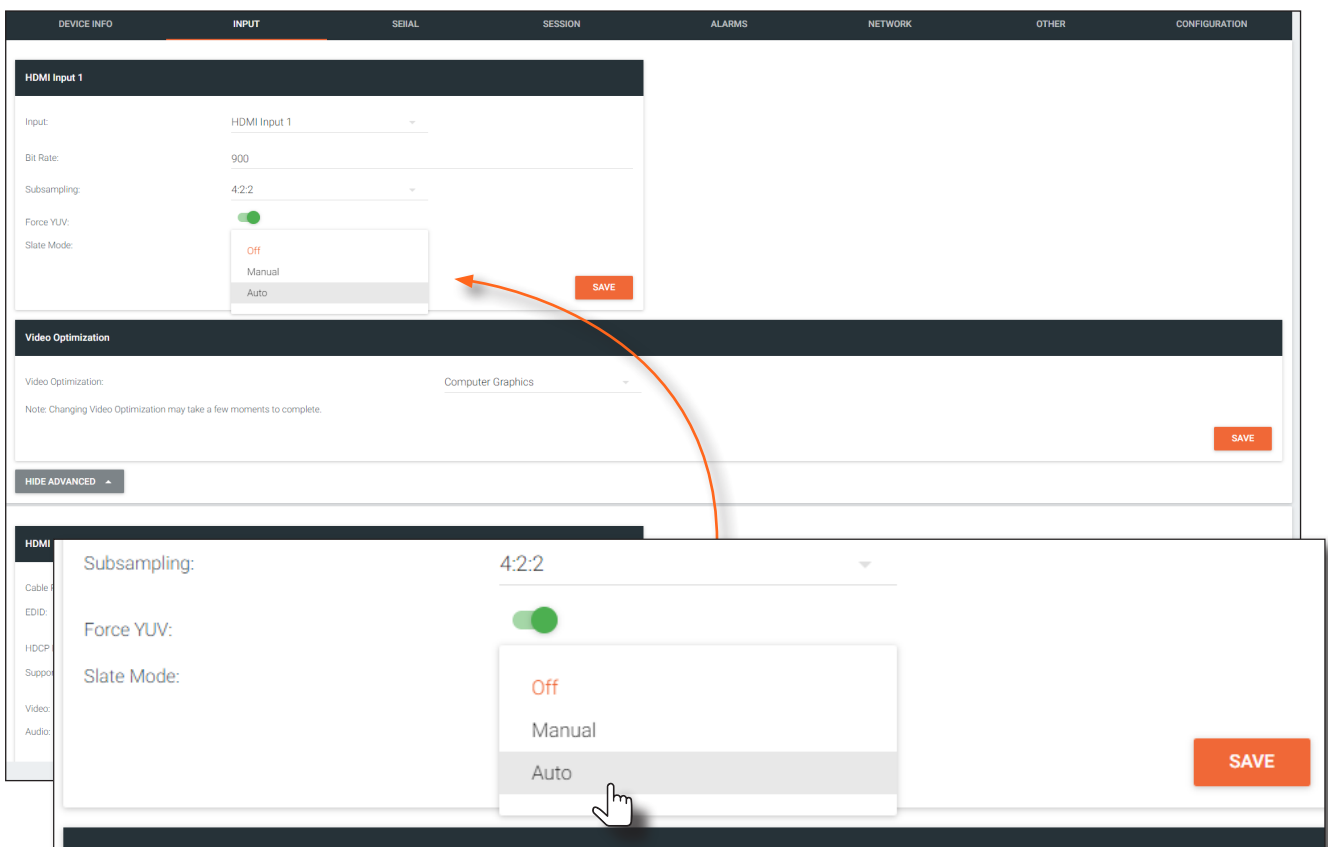 DEVICE INFO INPUT SEIIAL SESSION ALARMS NETWORK OTHER CONFIGURATION
HDMI Input 1
Input: HDMI Input 1
Bit Rate: 900
Subsampling: 4:2:2
Force YUV:
Slate Mode:
Off
Manual
Auto
SAVE
Video Optimization
Video Optimization: Computer Graphics
Note: Changing Video Optimization may take a few moments to complete.
SAVE
HIDE ADVANCED
HDMI
Cable
EDID:
HDCP
Suppor
Video:
Audio:
Subsampling: 4:2:2
Force YUV:
Slate Mode:
Off
Manual
Auto
SAVE